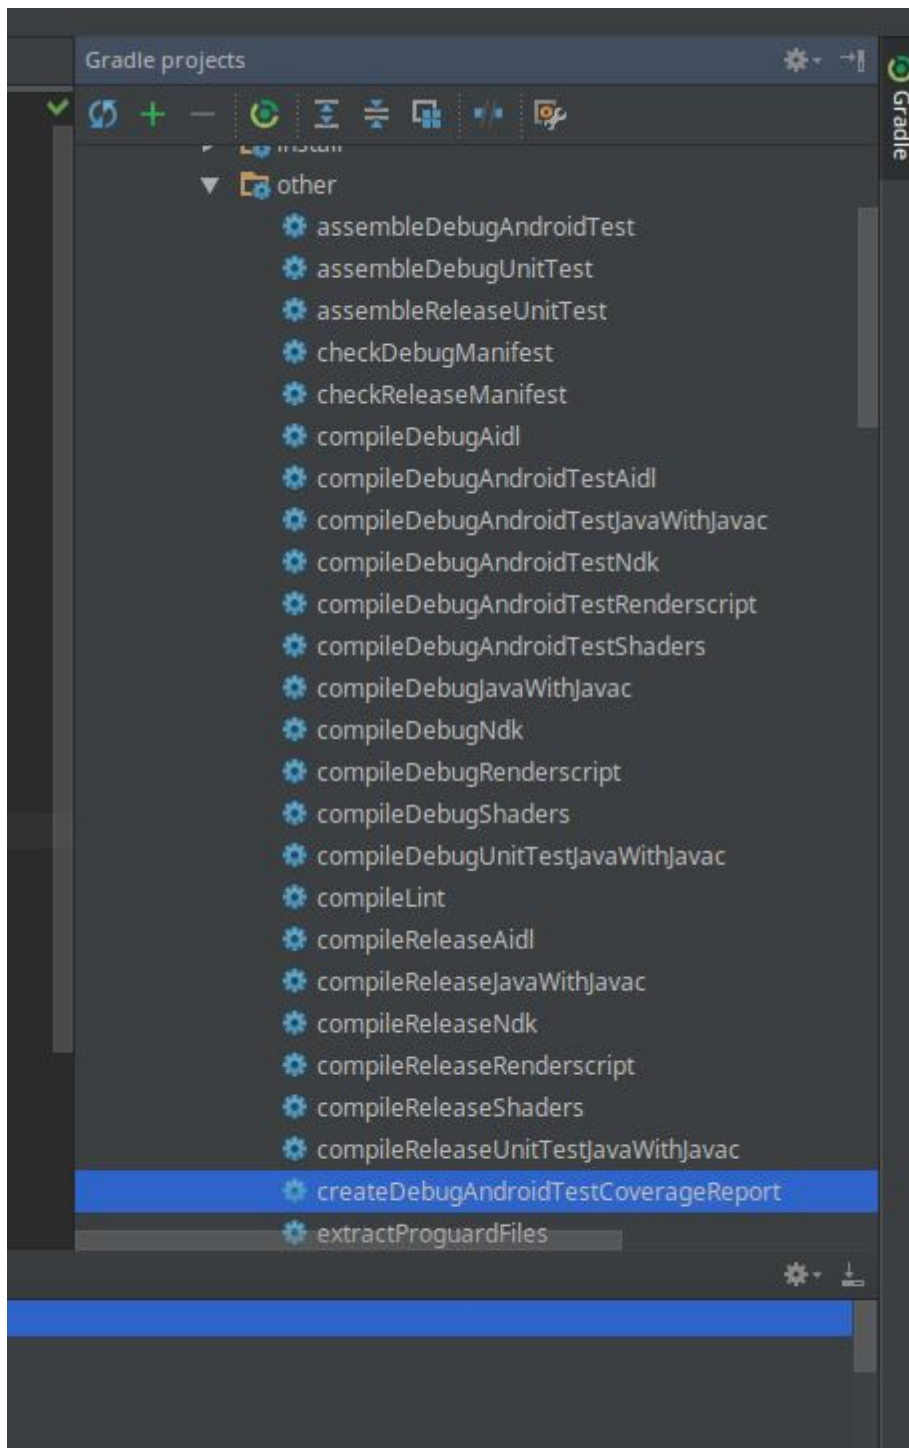 Gradle projects
Gradle
install
other
assembleDebugAndroidTest
assembleDebugUnitTest
assembleReleaseUnitTest
checkDebugManifest
checkReleaseManifest
compileDebugAidl
compileDebugAndroidTestAidl
compileDebugAndroidTestJavaWithJavac
compileDebugAndroidTestNdk
compileDebugAndroidTestRenderscript
compileDebugAndroidTestShaders
compileDebugJavaWithJavac
compileDebugNdk
compileDebugRenderscript
compileDebugShaders
compileDebugUnitTestJavaWithJavac
compileLint
compileReleaseAidl
compileReleaseJavaWithJavac
compileReleaseNdk
compileReleaseRenderscript
compileReleaseShaders
compileReleaseUnitTestJavaWithJavac
createDebugAndroidTestCoverageReport
extractProguardFiles